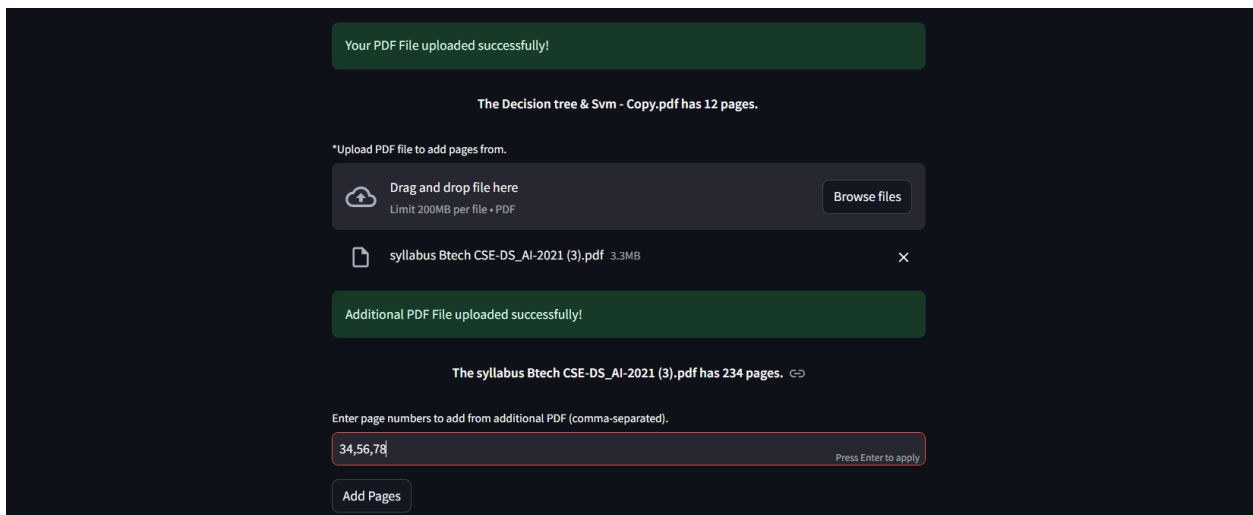 Your PDF File uploaded successfully!
The Decision tree & Svm - Copy.pdf has 12 pages.
*Upload PDF file to add pages from.
Drag and drop file here
Limit 200MB per file • PDF
Browse files
syllabus Btech CSE-DS_AI-2021 (3).pdf 3.3MB
Additional PDF File uploaded successfully!
The syllabus Btech CSE-DS_AI-2021 (3).pdf has 234 pages.
Enter page numbers to add from additional PDF (comma-separated).
34,56,78
Press Enter to apply
Add Pages